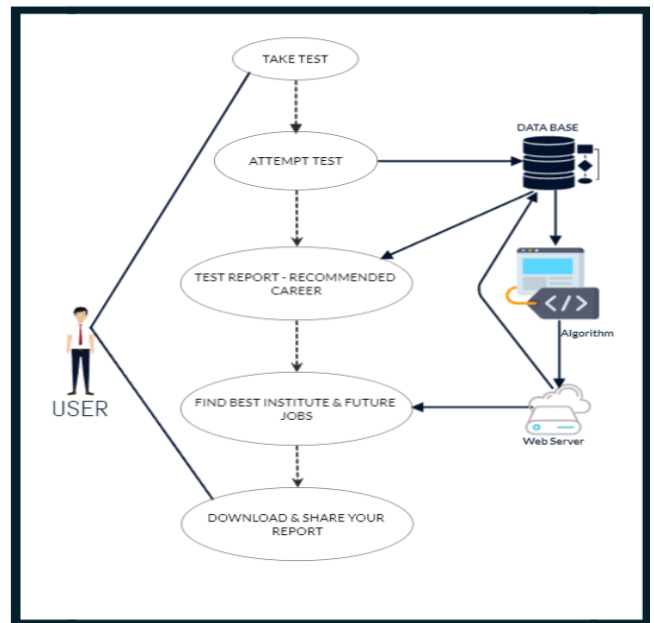 TAKE TEST
DATA BASE
ATTEMPT TEST
</>
TEST REPORT - RECOMMENDED
CAREER
Algorithm
USER
FIND BEST INSTITUTE & FUTURE
JOBS
Web Server
DOWNLOAD & SHARE YOUR
REPORT